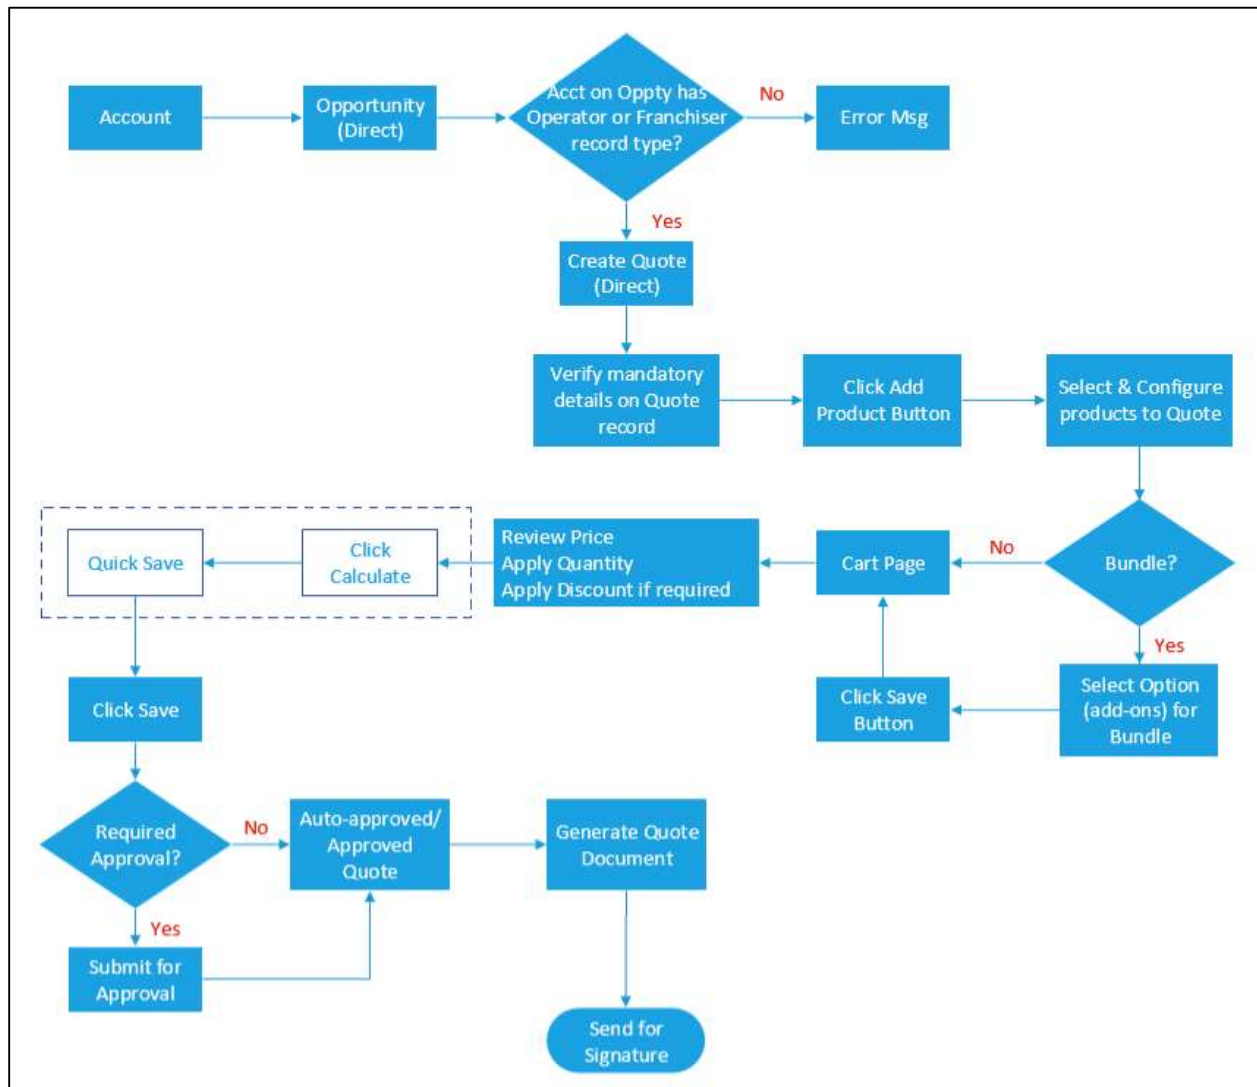 Account
Opportunity
(Direct)
Acct on Oppty has
Operator or Franchiser
record type?
No
Error Msg
Yes
Create Quote
(Direct)
Verify mandatory
details on Quote
record
Click Add
Product Button
Select & Configure
products to Quote
Bundle?
No
Cart Page
Review Price
Apply Quantity
Apply Discount if required
Click
Calculate
Quick Save
Yes
Select Option
(add-ons) for
Bundle
Click Save
Button
Click Save
Required
Approval?
No
Auto-approved/
Approved
Quote
Generate Quote
Document
Yes
Submit for
Approval
Send for
Signature